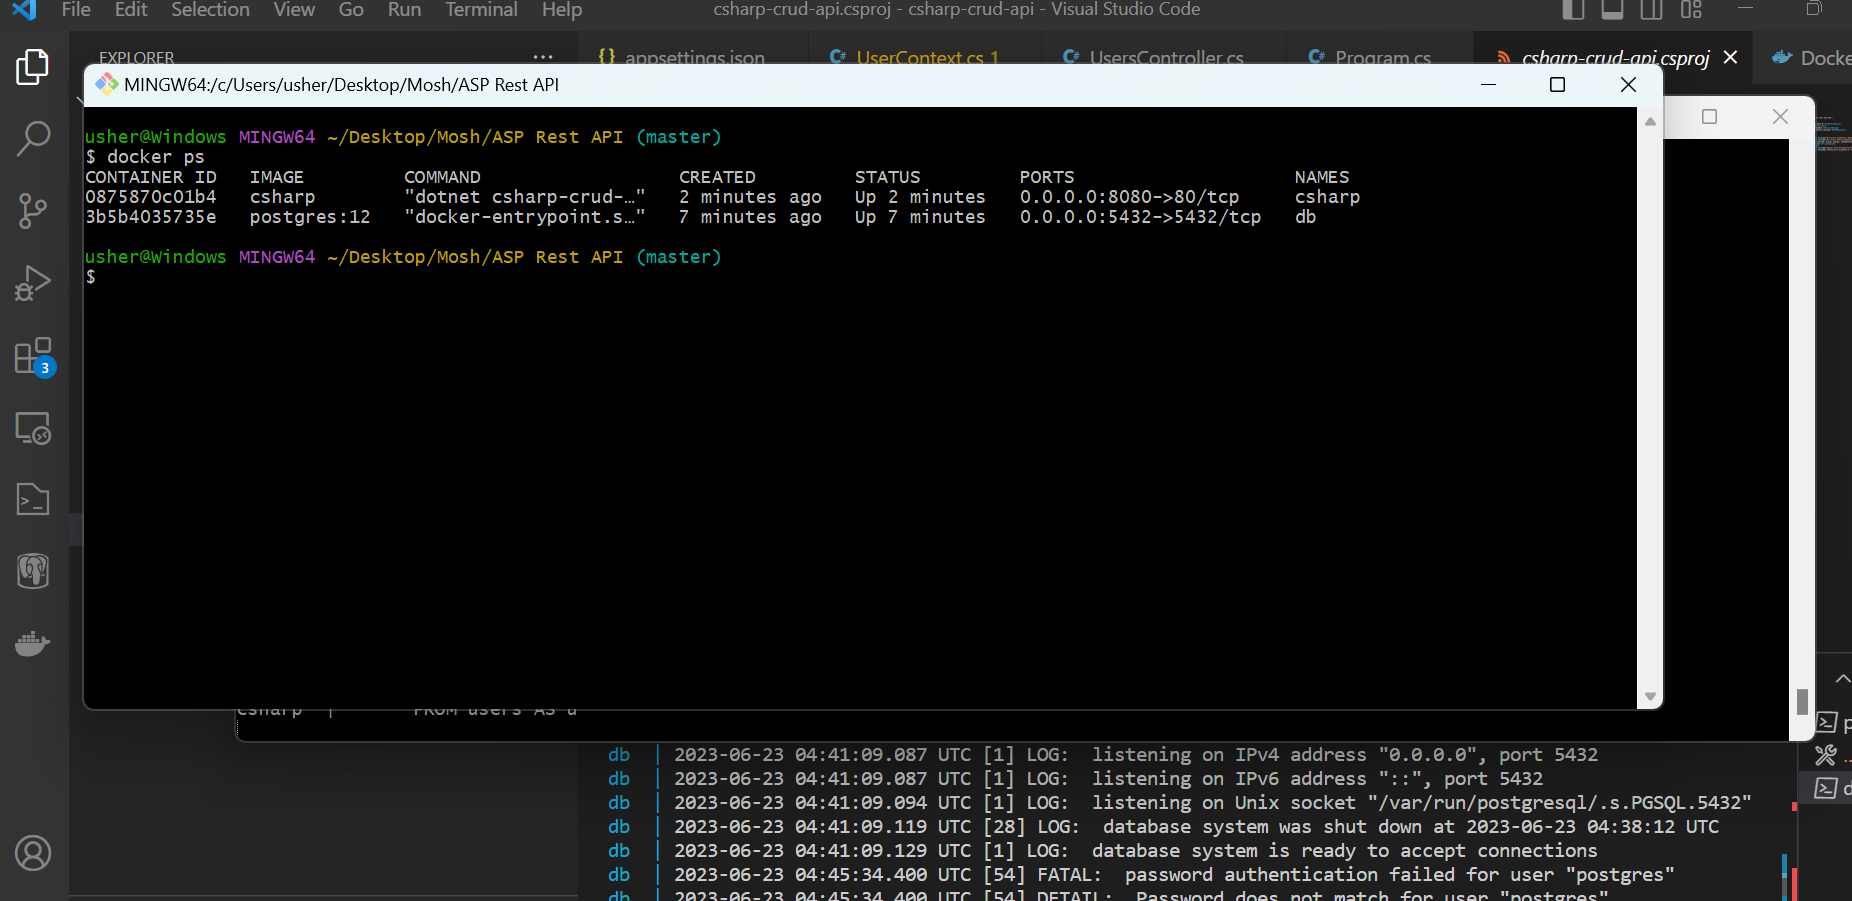 File Edit Selection View Go Run Terminal Help
csharp-crud-api.csproj - csharp-crud-api - Visual Studio Code
EXPLORER ...
{} appsettings.json
UserContext.cs 1
UsersController.cs
Program.cs
csharp-crud-api.csproj
MINGW64:/c/Users/usher/Desktop/Mosh/ASP Rest API
usher@Windows MINGW64 ~/Desktop/Mosh/ASP Rest API (master)
$ docker ps
CONTAINER ID IMAGE COMMAND CREATED STATUS PORTS NAMES
0875870c01b4 csharp "dotnet csharp-crud-…" 2 minutes ago Up 2 minutes 0.0.0.0:8080->80/tcp csharp
3b5b4035735e postgres:12 "docker-entrypoint.s…" 7 minutes ago Up 7 minutes 0.0.0.0:5432->5432/tcp db
usher@Windows MINGW64 ~/Desktop/Mosh/ASP Rest API (master)
$
3
csharp | FROM users AS u
db | 2023-06-23 04:41:09.087 UTC [1] LOG: listening on IPv4 address "0.0.0.0", port 5432
db | 2023-06-23 04:41:09.087 UTC [1] LOG: listening on IPv6 address "::", port 5432
db | 2023-06-23 04:41:09.094 UTC [1] LOG: listening on Unix socket "/var/run/postgresql/.s.PGSQL.5432"
db | 2023-06-23 04:41:09.119 UTC [28] LOG: database system was shut down at 2023-06-23 04:38:12 UTC
db | 2023-06-23 04:41:09.129 UTC [1] LOG: database system is ready to accept connections
db | 2023-06-23 04:45:34.400 UTC [54] FATAL: password authentication failed for user "postgres"
db | 2023-06-23 04:45:34.400 UTC [54] DETAIL: Password does not match for user "postgres"